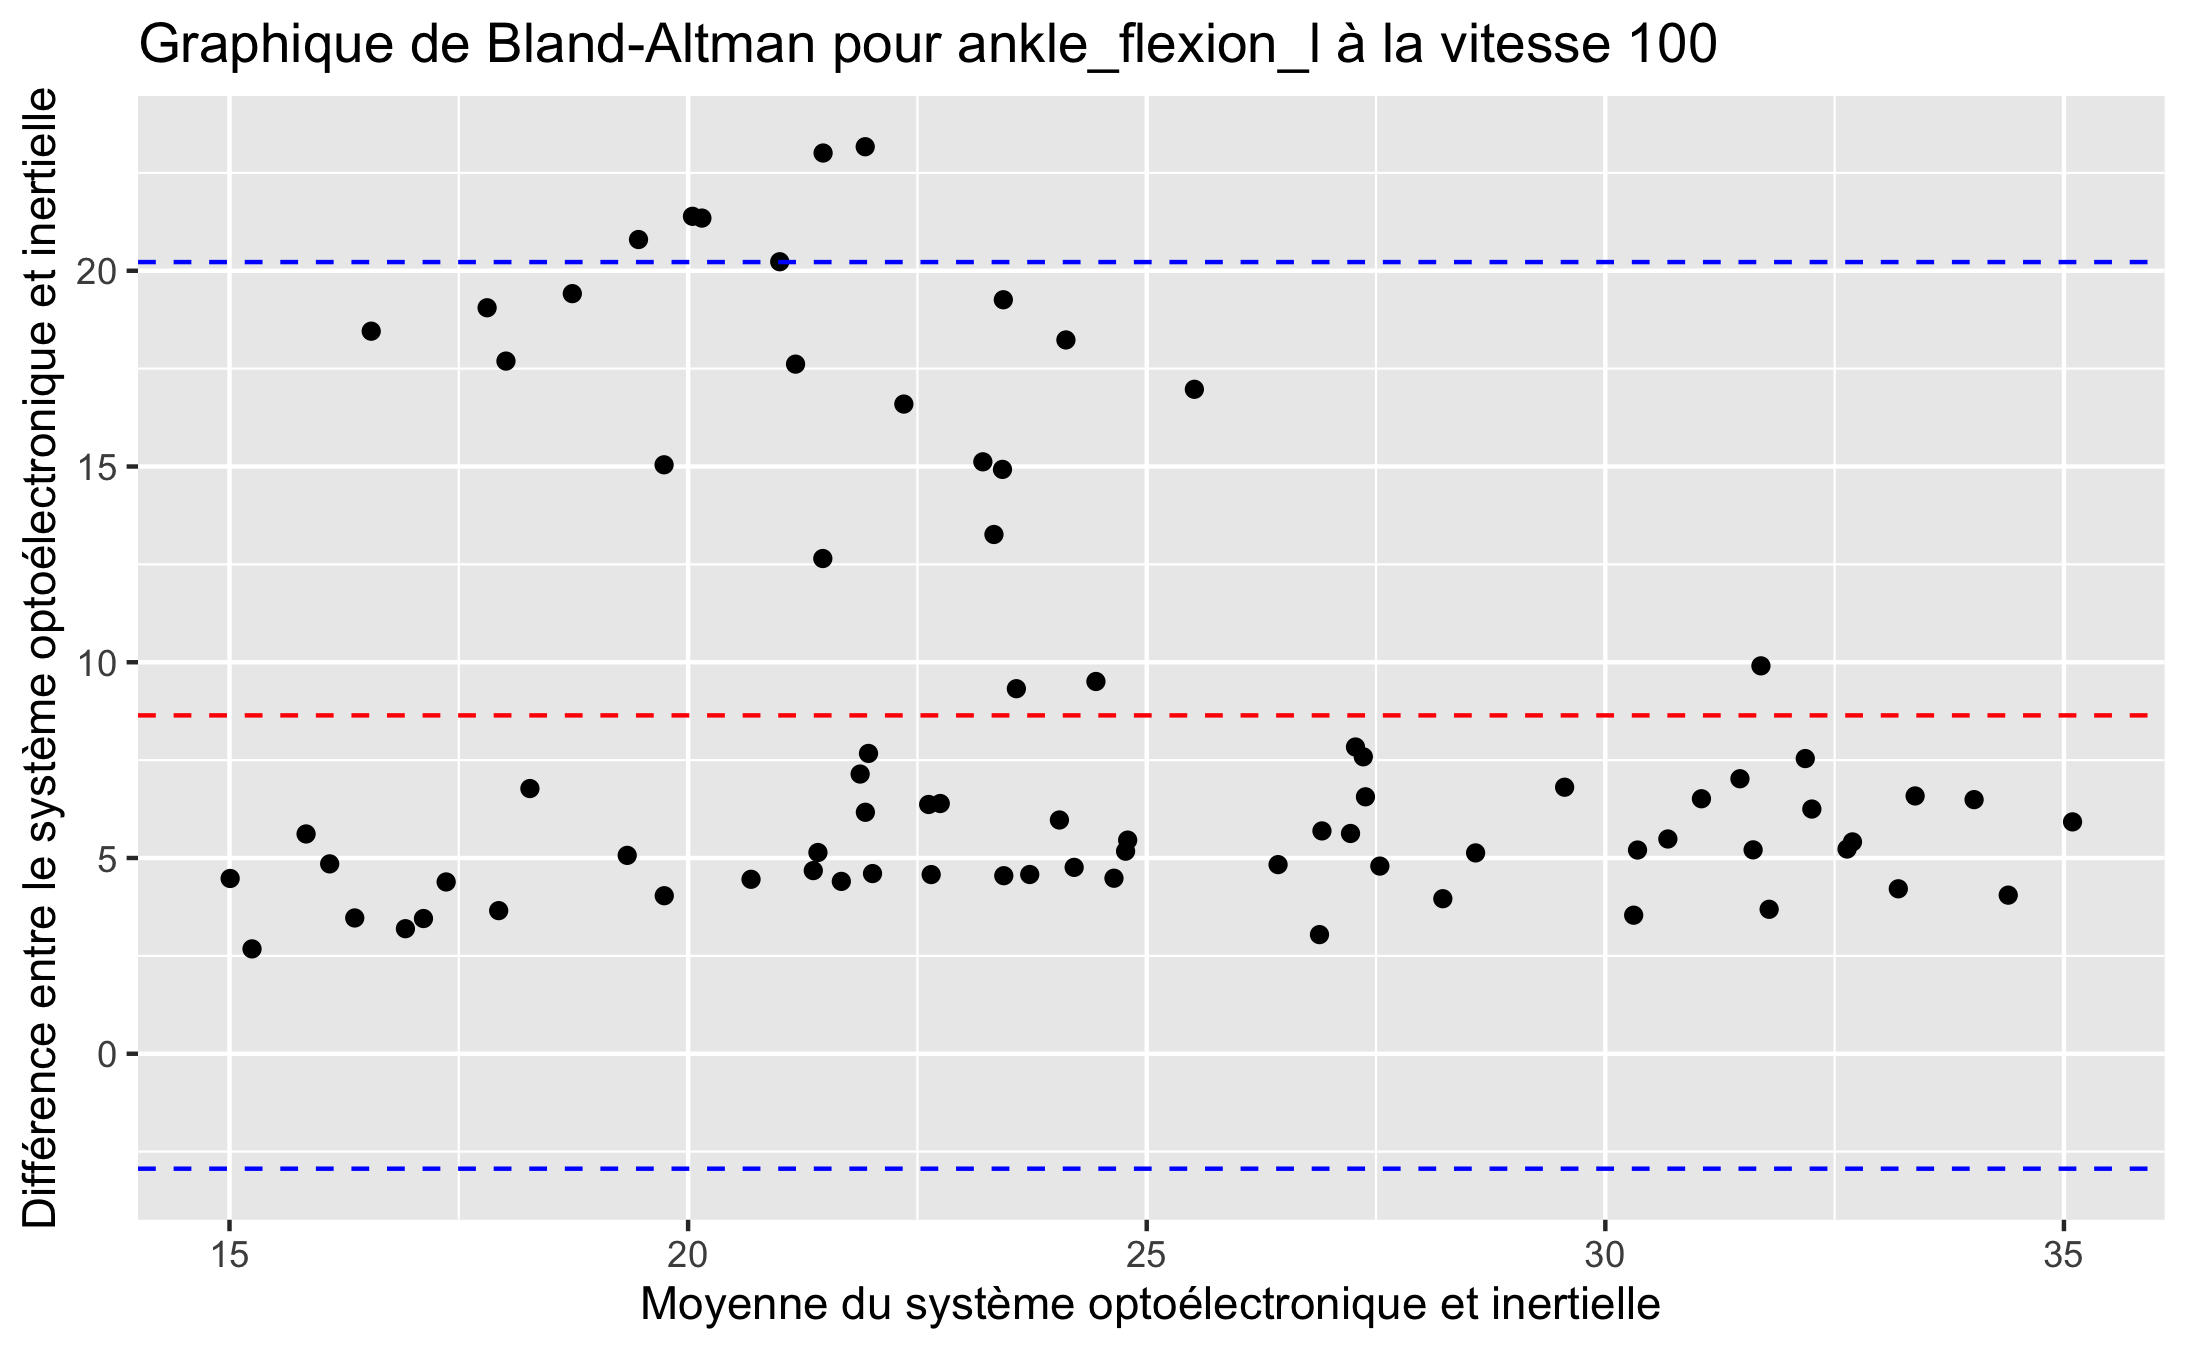 Graphique de Bland-Altman pour ankle_flexion_l à la vitesse 100
Différence entre le système optoélectronique et inertielle
20
15
10
5
0
15 20 25 30 35
Moyenne du système optoélectronique et inertielle